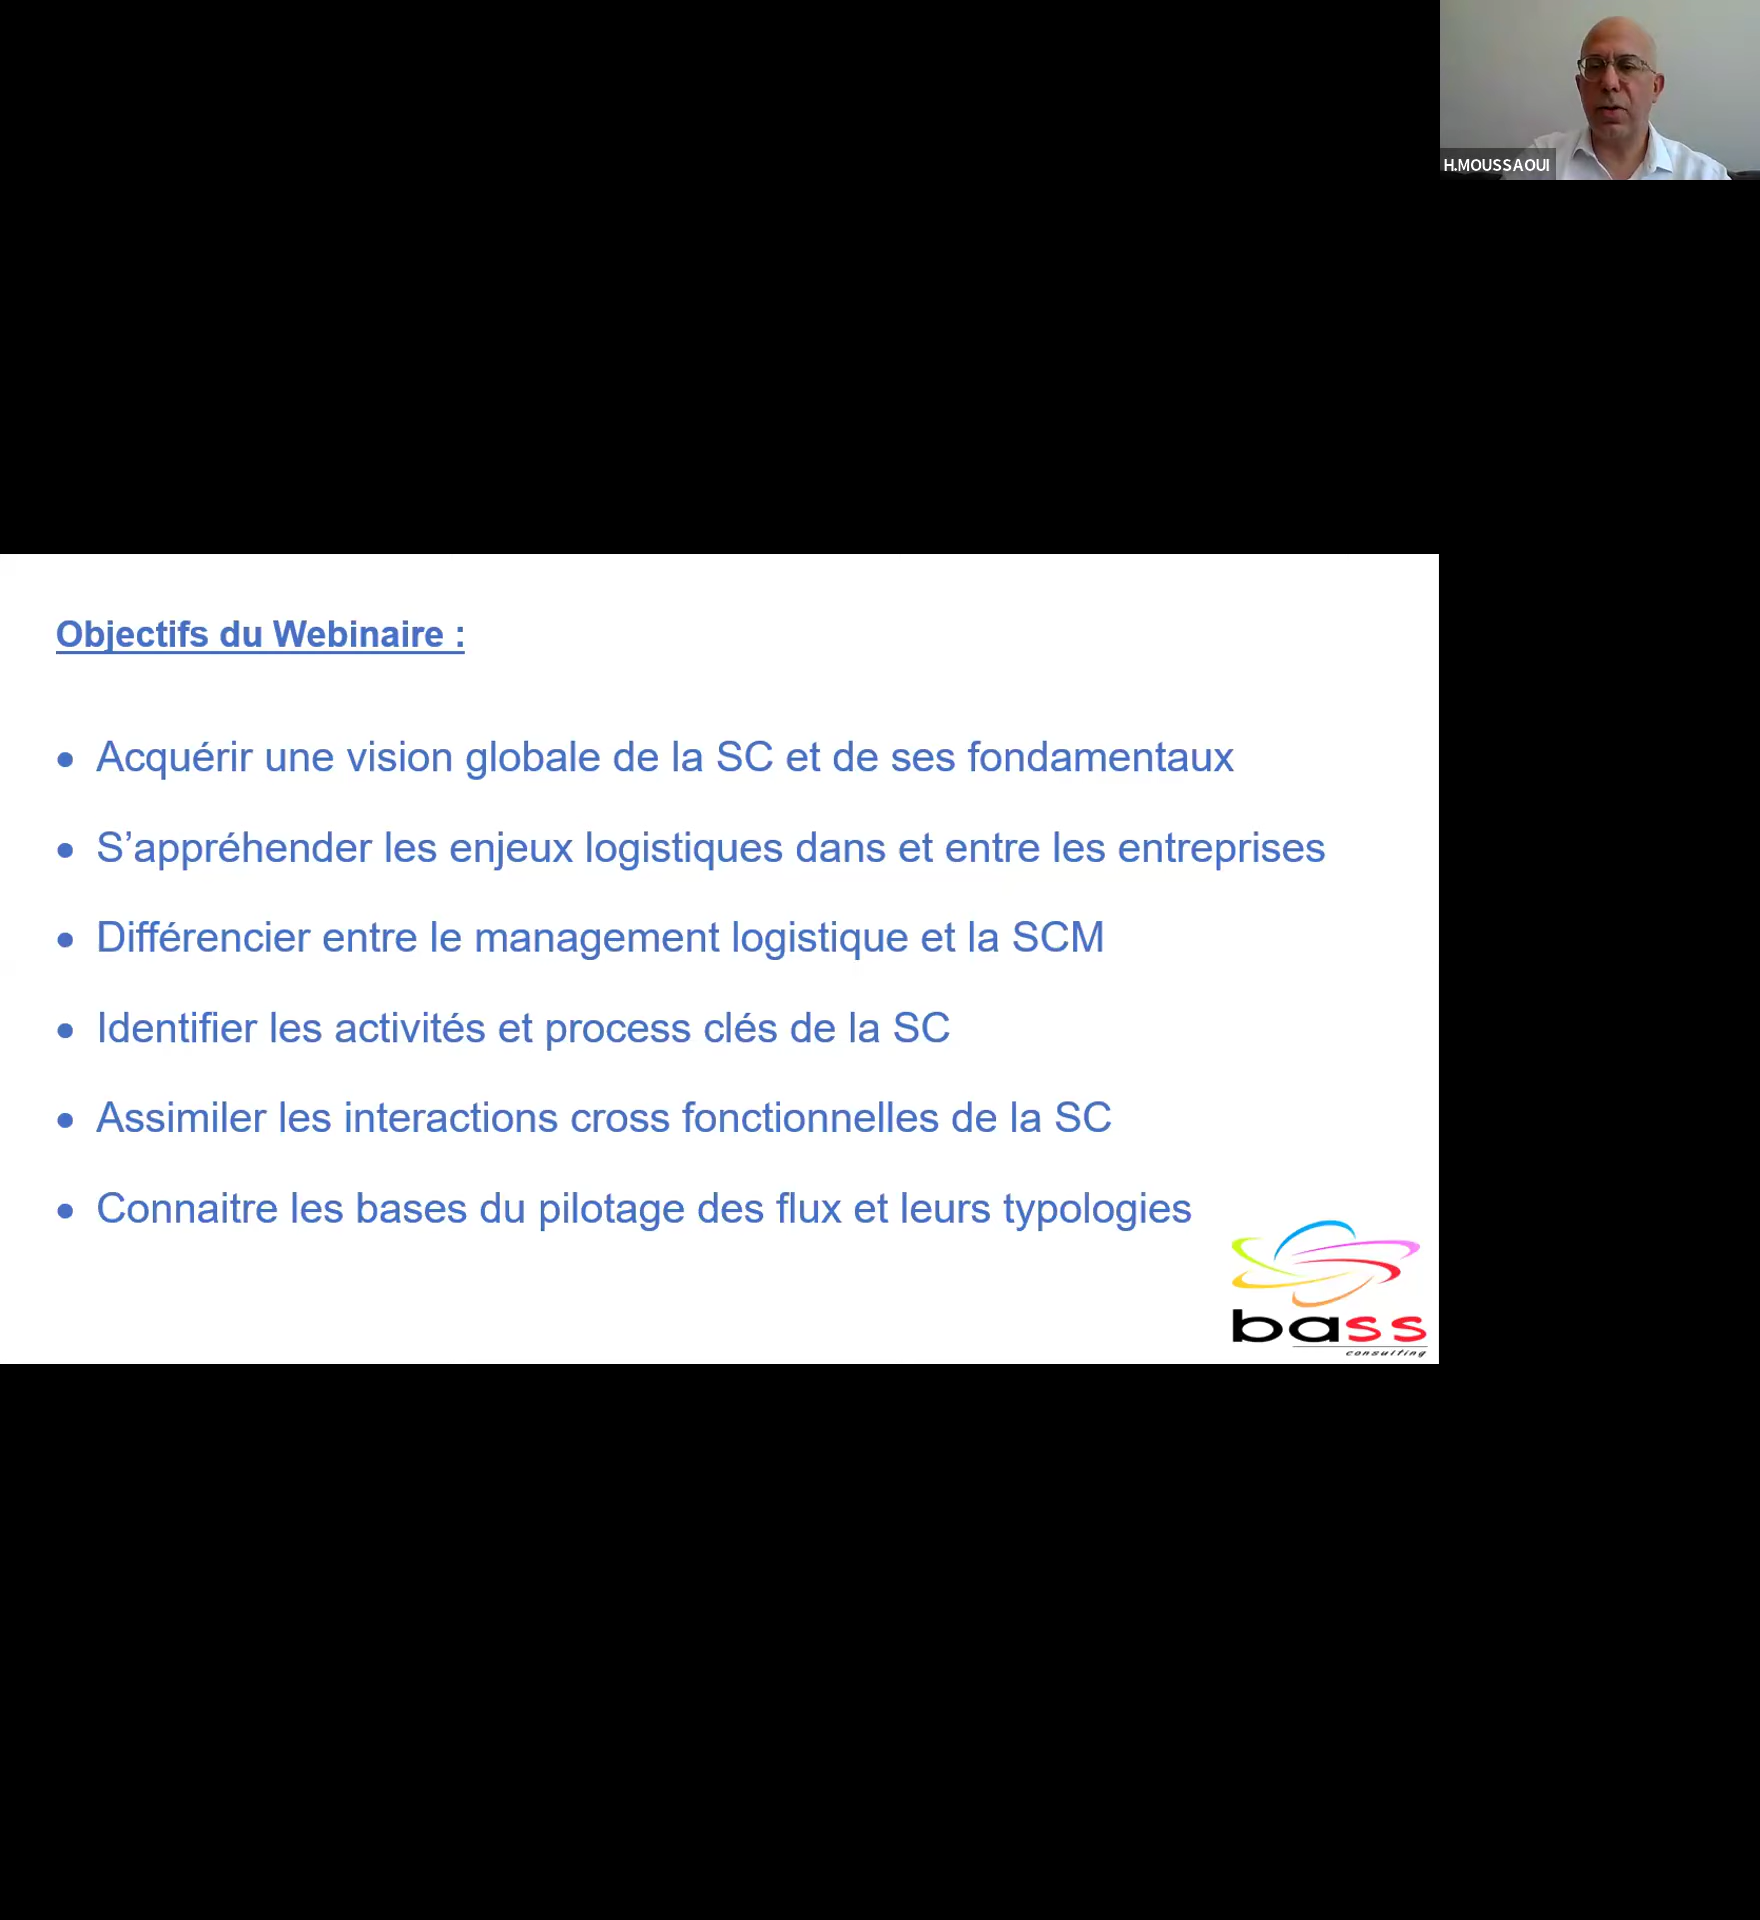 H.MOUSSAOUI
Objectifs du Webinaire :
• Acquérir une vision globale de la SC et de ses fondamentaux
• S’appréhender les enjeux logistiques dans et entre les entreprises
• Différencier entre le management logistique et la SCM
• Identifier les activités et process clés de la SC
• Assimiler les interactions cross fonctionnelles de la SC
• Connaitre les bases du pilotage des flux et leurs typologies
bass
consulting